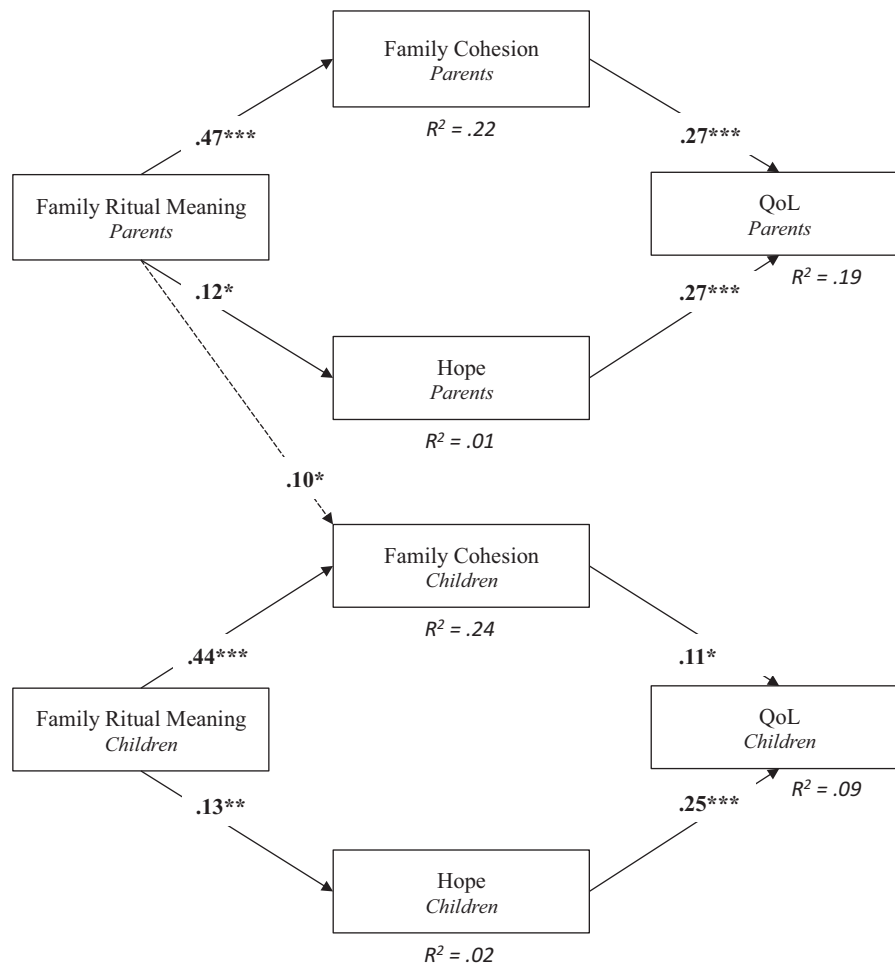 Family Cohesion
Parents
R² = .22
.47***
.27***
Family Ritual Meaning
Parents
QoL
Parents
R² = .19
.12*
.27***
Hope
Parents
R² = .01
.10*
Family Cohesion
Children
R² = .24
.44***
.11*
Family Ritual Meaning
Children
QoL
Children
R² = .09
.13**
.25***
Hope
Children
R² = .02